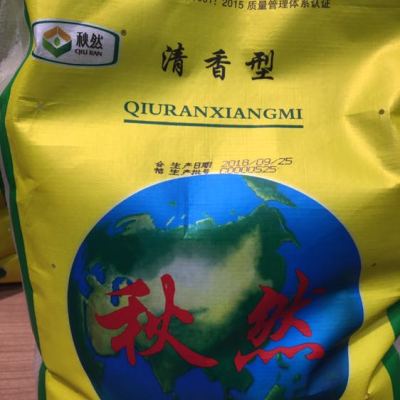 :2015 质量管理体系认证
秋然
QIU RAN
清香型
QIURANXIANGMI
生产日期 2018/09/25
生产批号 G0000525
秋然